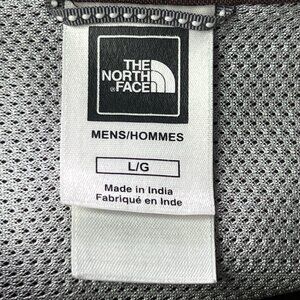 THE
NORTH
FACE
MENS/HOMMES
L/G
Made in India
Fabriqué en Inde